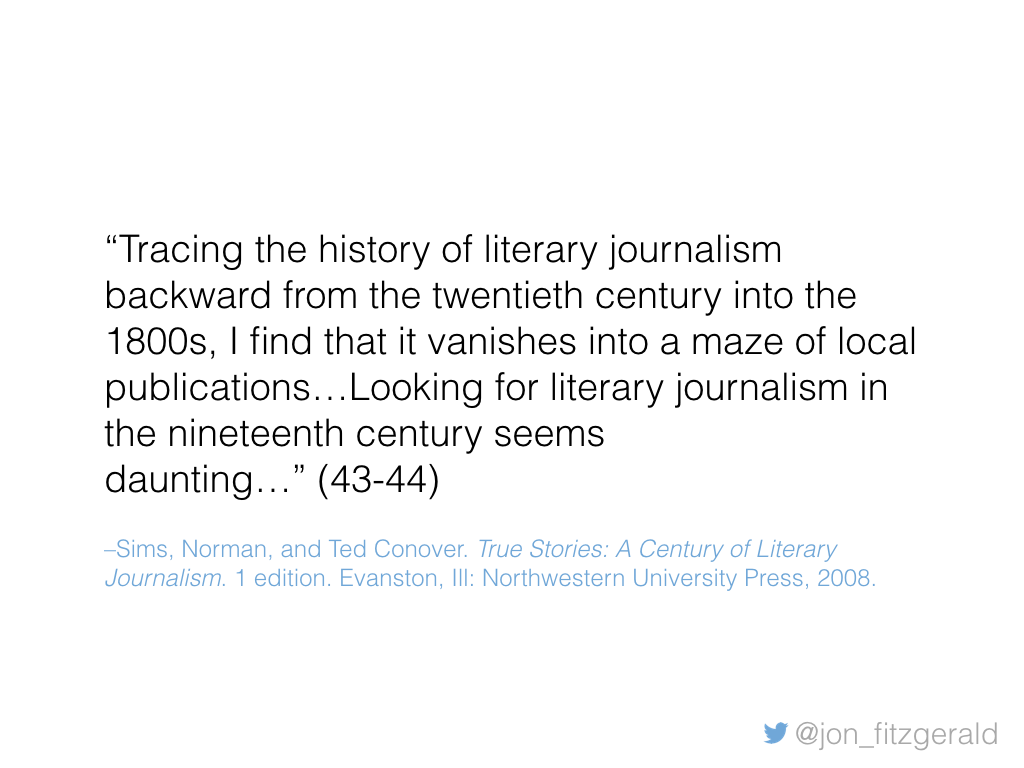 “Tracing the history of literary journalism
backward from the twentieth century into the
1800s, I find that it vanishes into a maze of local
publications…Looking for literary journalism in
the nineteenth century seems
daunting…” (43-44)
–Sims, Norman, and Ted Conover. True Stories: A Century of Literary
Journalism. 1 edition. Evanston, Ill: Northwestern University Press, 2008.
@jon_fitzgerald